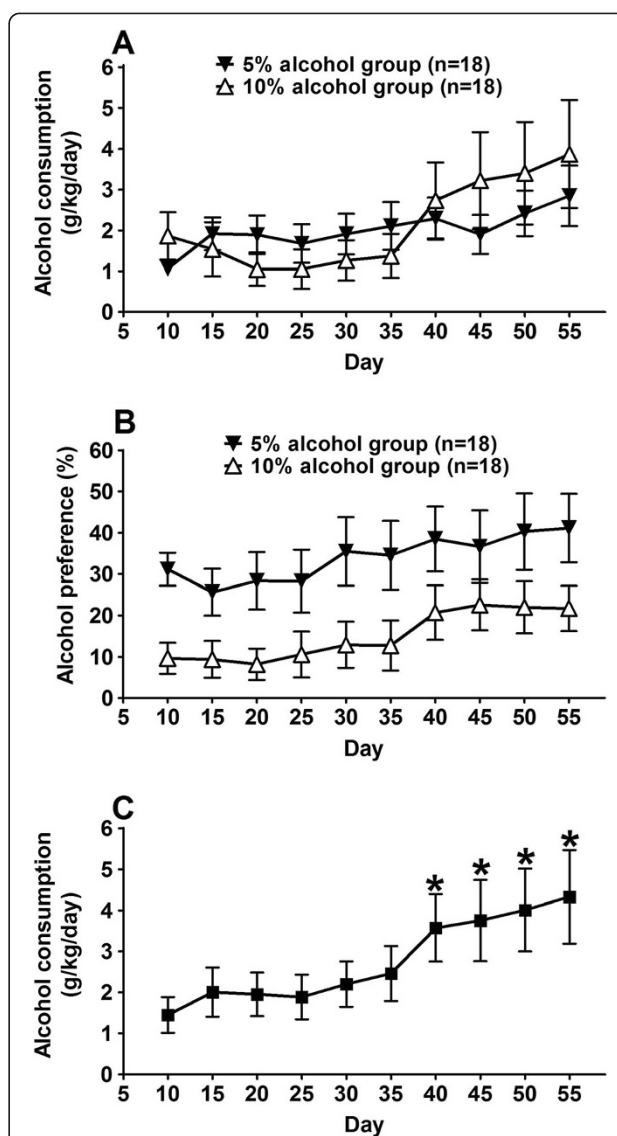 A
5% alcohol group (n=18)
10% alcohol group (n=18)
Alcohol consumption
(g/kg/day)
6
5
4
3
2
1
0
5 10 15 20 25 30 35 40 45 50 55
Day
B
5% alcohol group (n=18)
10% alcohol group (n=18)
Alcohol preference (%)
60
50
40
30
20
10
0
5 10 15 20 25 30 35 40 45 50 55
Day
C
Alcohol consumption
(g/kg/day)
6
5
4
3
2
1
0
* * * *
5 10 15 20 25 30 35 40 45 50 55
Day